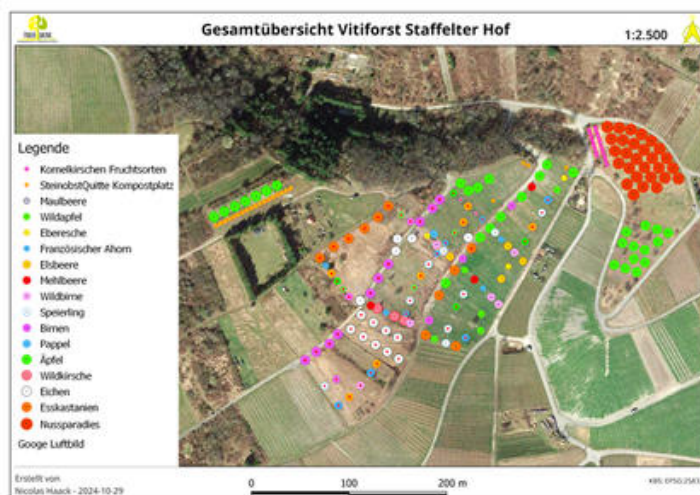 Gesamtübersicht Vitiforst Staffelter Hof
1:2.500
Legende
Kornelkirschen Fruchtsorten
SteinobstQuitte Kompostplatz
Maulbeere
Wildapfel
Eberesche
Französischer Ahorn
Elsbeere
Mehlbeere
Wildbirne
Speierling
Birnen
Pappel
Äpfel
Wildkirsche
Eichen
Esskastanien
Nussparadies
Googe Luftbild
Erstellt von
Nicolas Haack - 2024-10-29
0 100 200 m